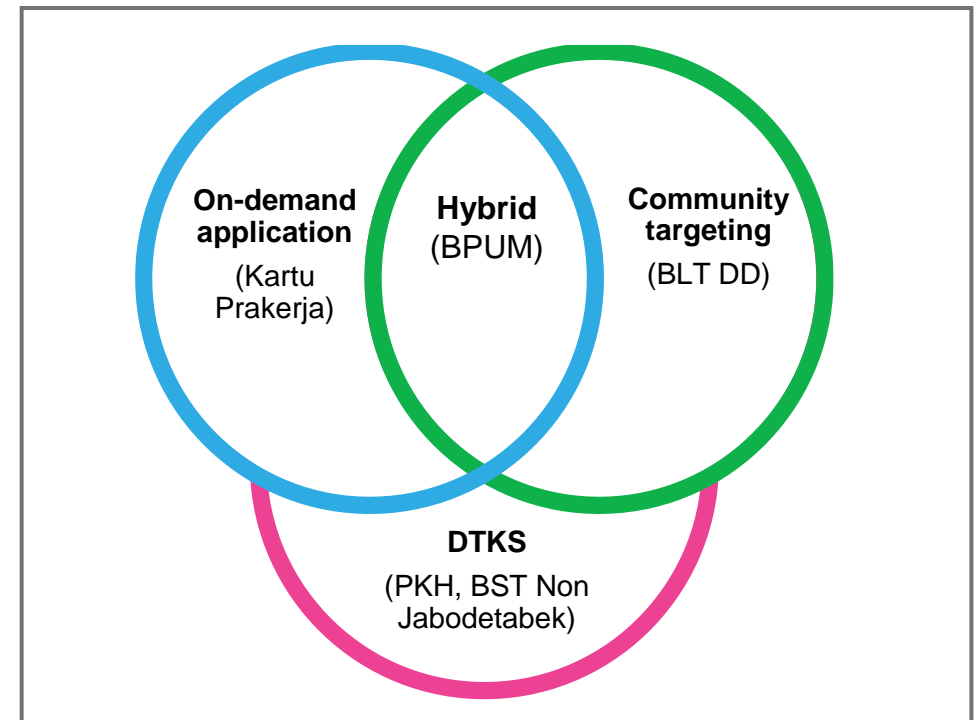 On-demand
application
(Kartu
Prakerja)
Hybrid
(BPUM)
Community
targeting
(BLT DD)
DTKS
(PKH, BST Non
Jabodetabek)